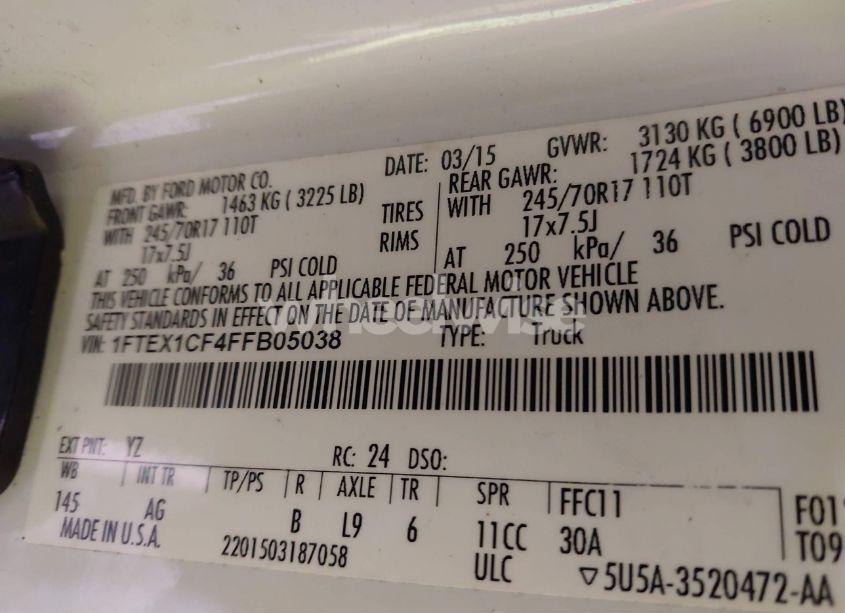 MFD. BY FORD MOTOR CO.
DATE: 03/15 GVWR: 3130 KG ( 6900 LB)
FRONT GAWR: 1463 KG ( 3225 LB) REAR GAWR: 1724 KG ( 3800 LB)
WITH 245/70R17 110T TIRES WITH 245/70R17 110T
17x7.5J RIMS 17x7.5J
AT 250 kPa/ 36 PSI COLD AT 250 kPa/ 36 PSI COLD
THIS VEHICLE CONFORMS TO ALL APPLICABLE FEDERAL MOTOR VEHICLE
SAFETY STANDARDS IN EFFECT ON THE DATE OF MANUFACTURE SHOWN ABOVE.
VIN: 1FTEX1CF4FFB05038 TYPE: Truck
EXT PNT: YZ RC: 24 DSO:
WB INT TR TP/PS R AXLE TR SPR FFC11 F01
145 AG B L9 6 11CC 30A T09
MADE IN U.S.A. 2201503187058 ULC ▽5U5A-3520472-AA